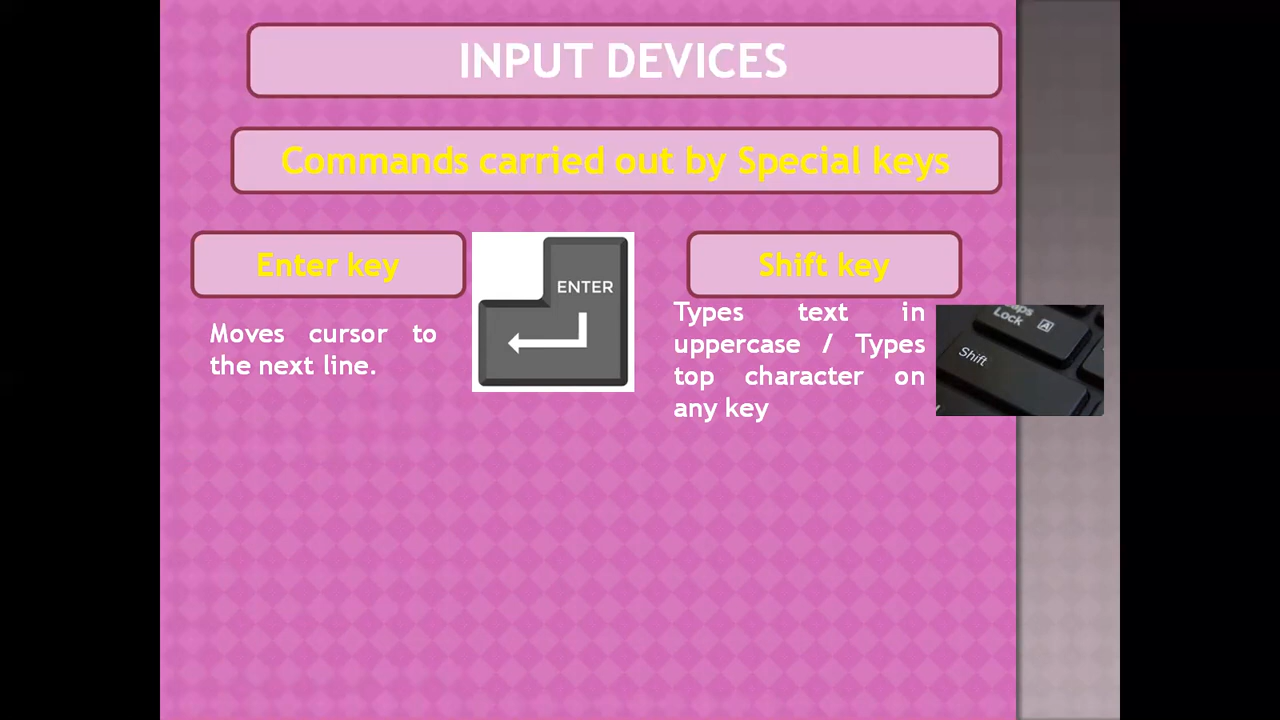 INPUT DEVICES
Commands carried out by Special keys
Enter key
Moves cursor to
the next line.
ENTER
Shift key
Types text in
uppercase / Types
top character on
any key
Lock A
Shift